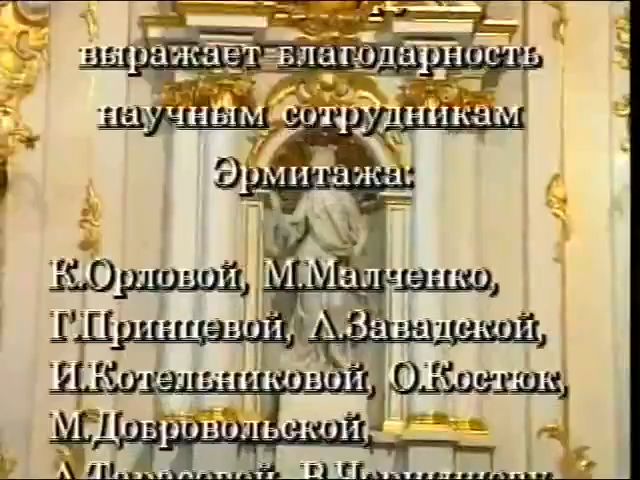 выражает благодарность
научным сотрудникам
Эрмитажа:
К.Орловой, М.Малченко,
Г.Принцевой, Л.Завадской,
И.Котельниковой, О.Костюк,
М.Добровольской,